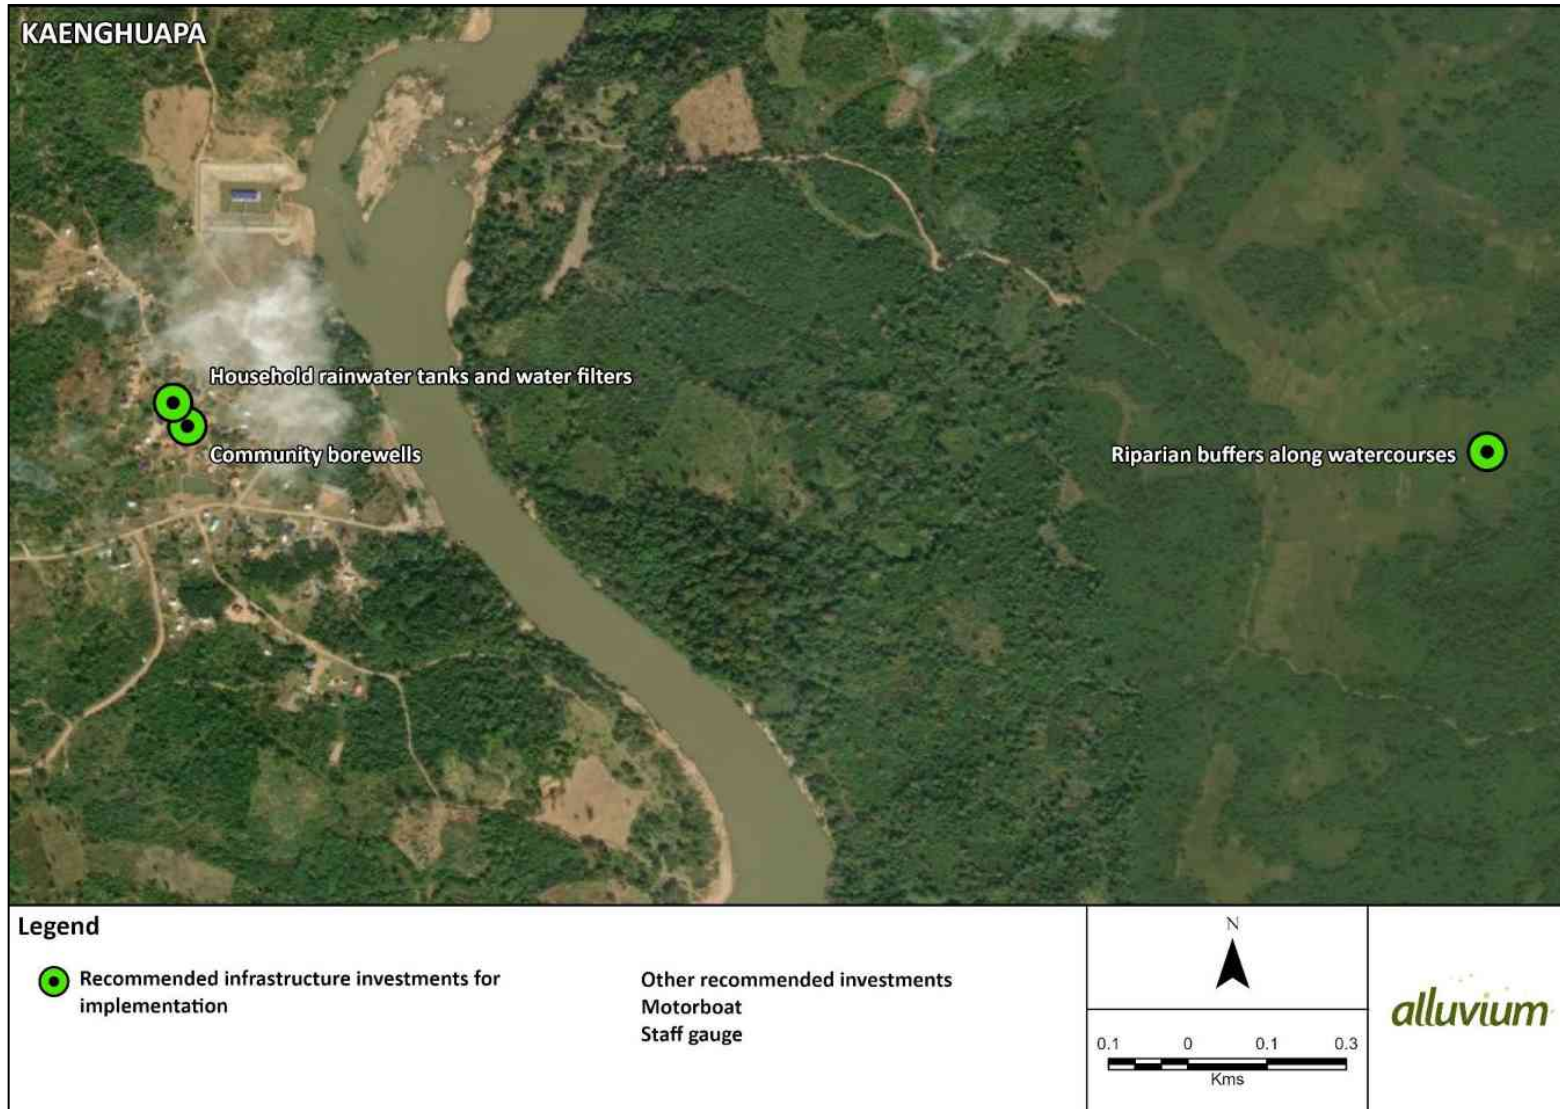 KAENGHUAPA
Household rainwater tanks and water filters
Community borewells
Riparian buffers along watercourses
Legend
Recommended infrastructure investments for
implementation
Other recommended investments
Motorboat
Staff gauge
N
0.1 0 0.1 0.3
Kms
alluvium